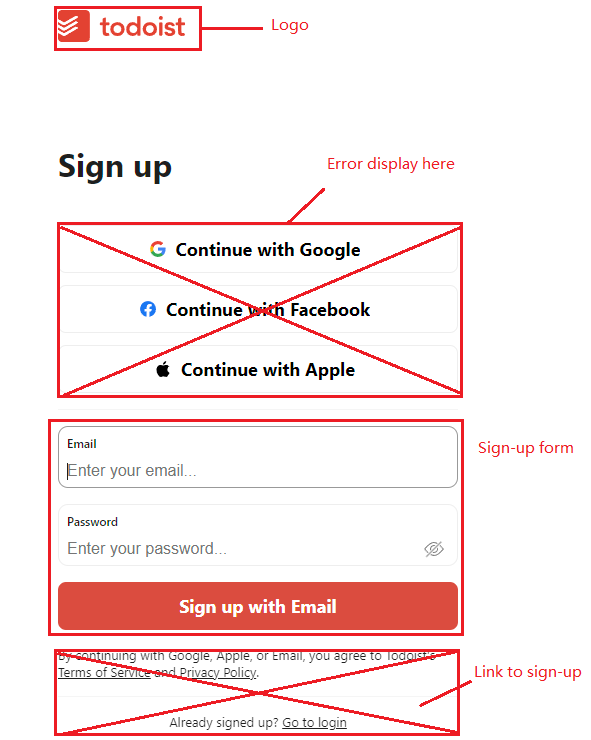 todoist
Logo
Sign up
Error display here
Continue with Google
Continue with Facebook
Continue with Apple
Email
Enter your email...
Sign-up form
Password
Enter your password...
Sign up with Email
By continuing with Google, Apple, or Email, you agree to Todoist's
Terms of Service and Privacy Policy.
Link to sign-up
Already signed up? Go to login